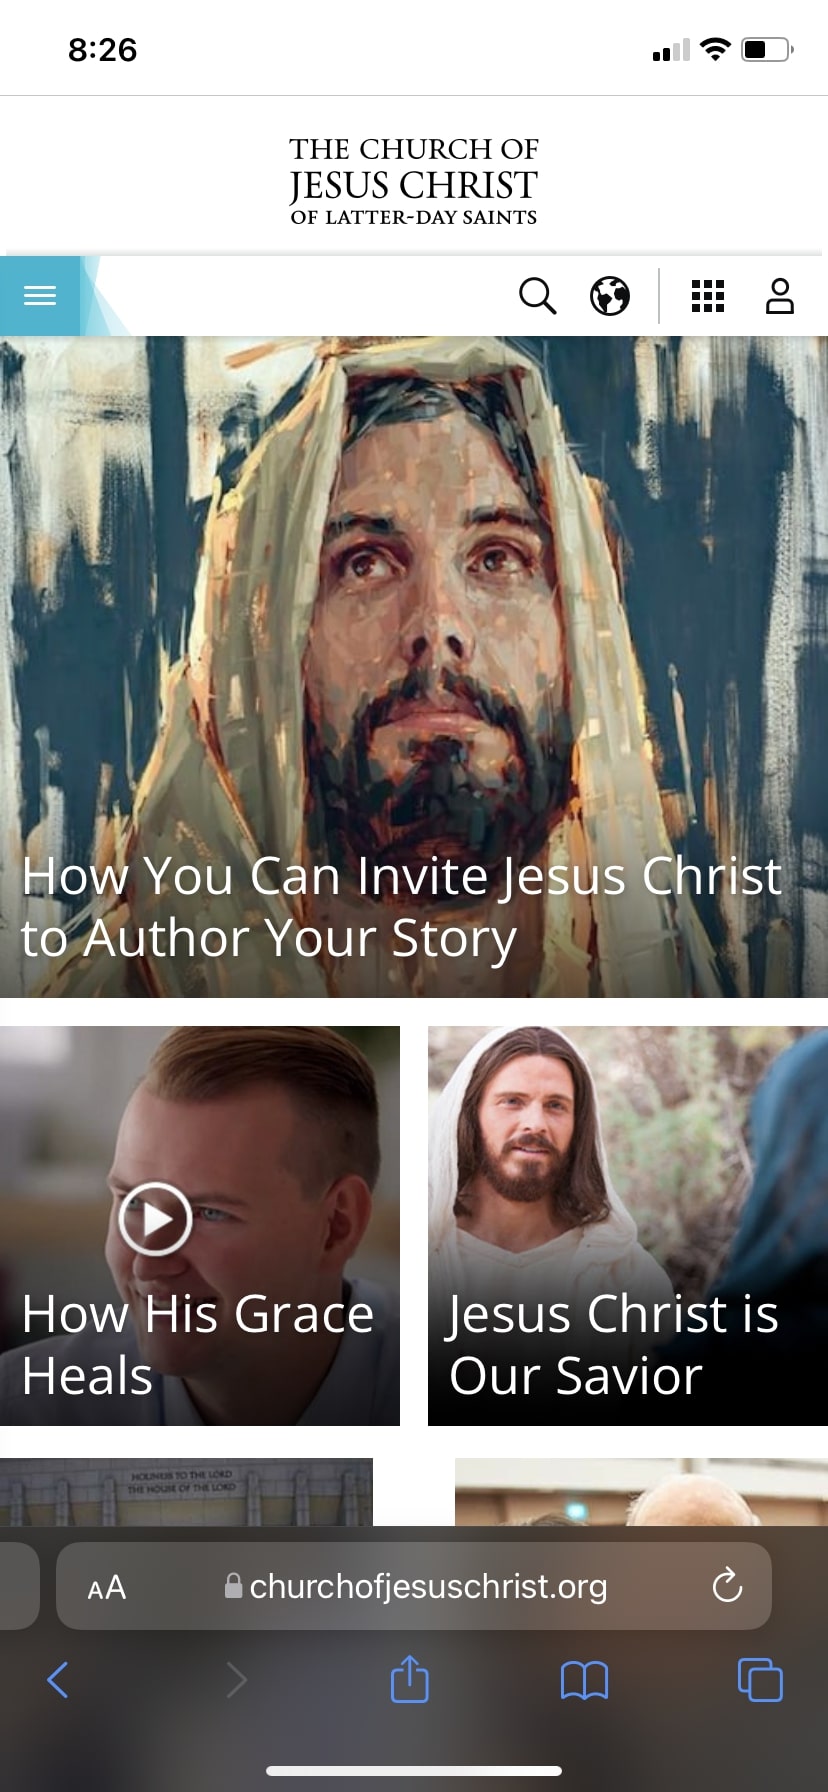 8:26
THE CHURCH OF
JESUS CHRIST
OF LATTER-DAY SAINTS
How You Can Invite Jesus Christ
to Author Your Story
How His Grace
Heals
Jesus Christ is
Our Savior
HOLINESS TO THE LORD
THE HOUSE OF THE LORD
AA
churchofjesuschrist.org